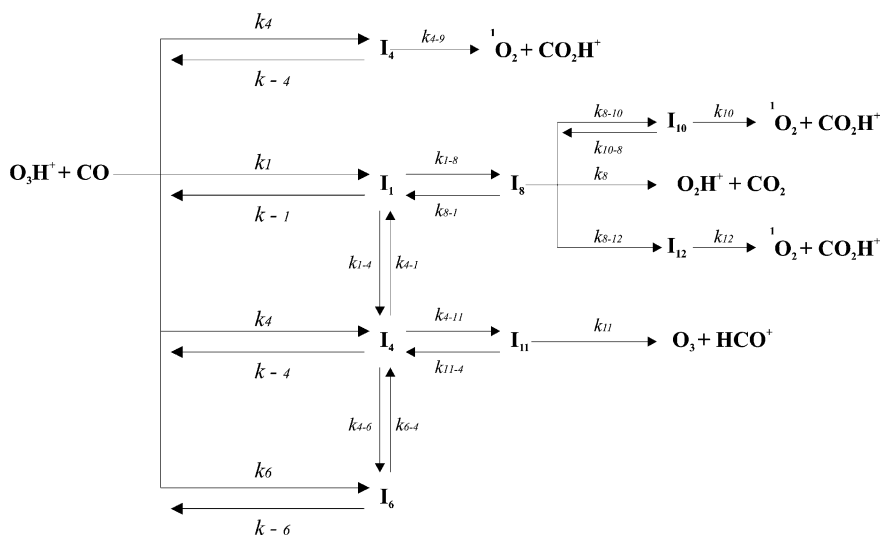 k4
I4 k4-9 ¹O2 + CO2H⁺
k - 4
k8-10 I10 k10 ¹O2 + CO2H⁺
k10-8
O3H⁺ + CO k1 I1 k1-8 I8 k8 O2H⁺ + CO2
k - 1 k8-1
k8-12 I12 k12 ¹O2 + CO2H⁺
k1-4 k4-1
k4 I4 k4-11 I11 k11 O3 + HCO⁺
k - 4 k11-4
k4-6 k6-4
k6 I6
k - 6